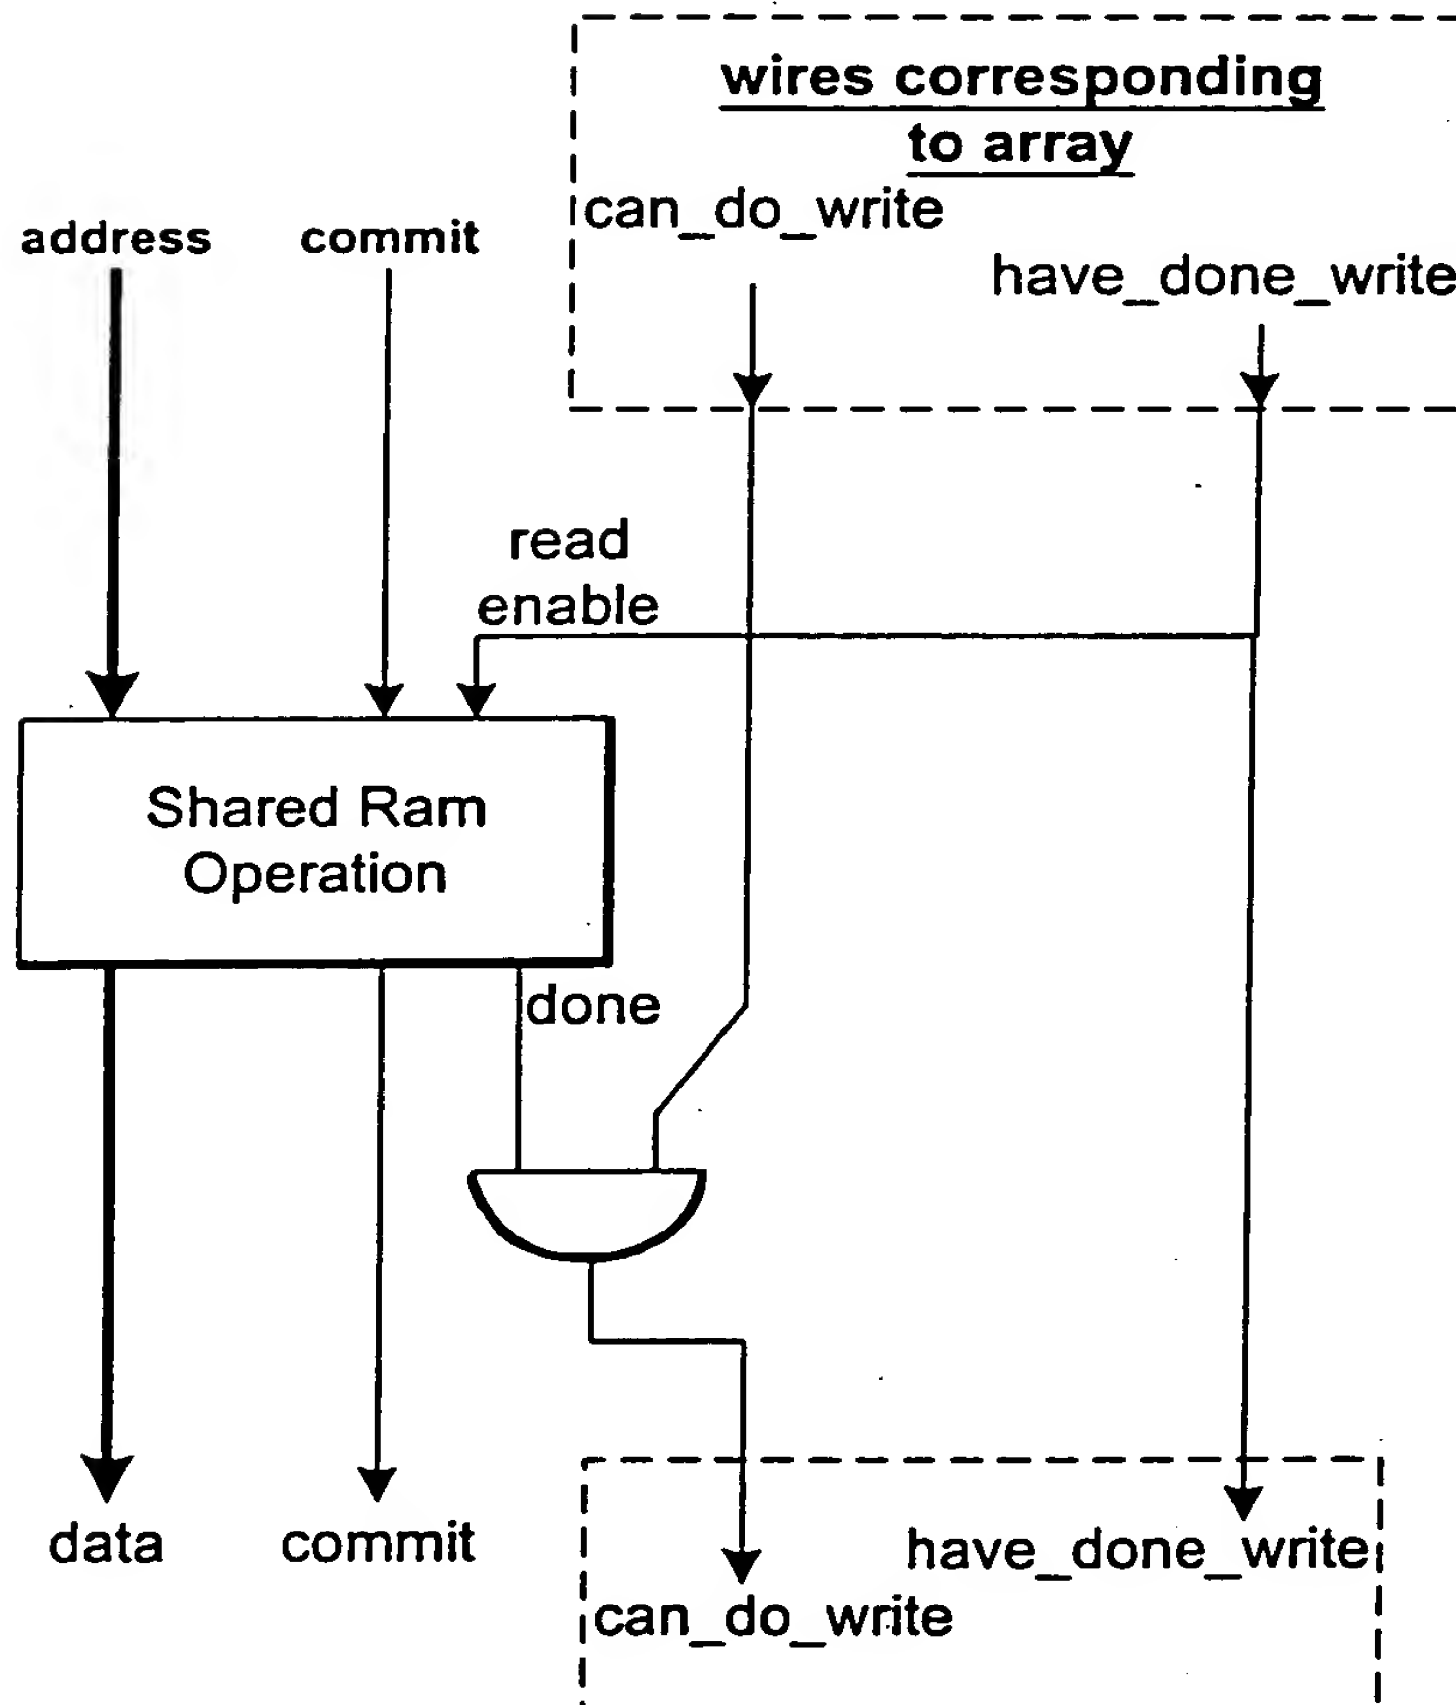 wires corresponding
to array
can_do_write
address
commit
have_done_write
read
enable
Shared Ram
Operation
done
data
commit
have_done_write
can_do_write